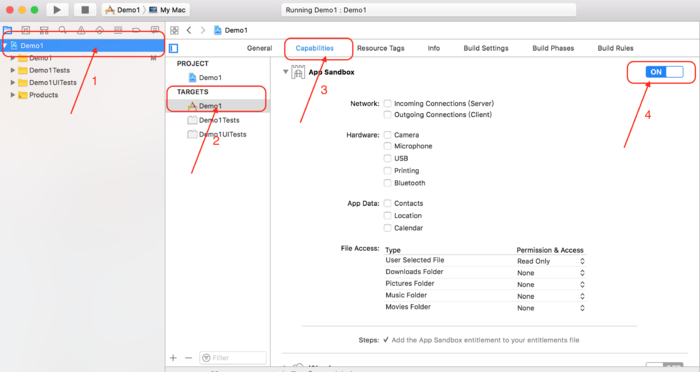 Demo1 〉 My Mac
Running Demo1 : Demo1
Demo1
Demo1
General
Capabilities
Resource Tags
Info
Build Settings
Build Phases
Build Rules
1
Demo1 M
Demo1Tests
Demo1UITests
Products
PROJECT
Demo1
TARGETS
Demo1
Demo1Tests
Demo1UITests
2
3
App Sandbox
ON
4
Network: Incoming Connections (Server)
Outgoing Connections (Client)
Hardware: Camera
Microphone
USB
Printing
Bluetooth
App Data: Contacts
Location
Calendar
File Access: Type Permission & Access
User Selected File Read Only
Downloads Folder None
Pictures Folder None
Music Folder None
Movies Folder None
Steps: ✓ Add the App Sandbox entitlement to your entitlements file
Filter